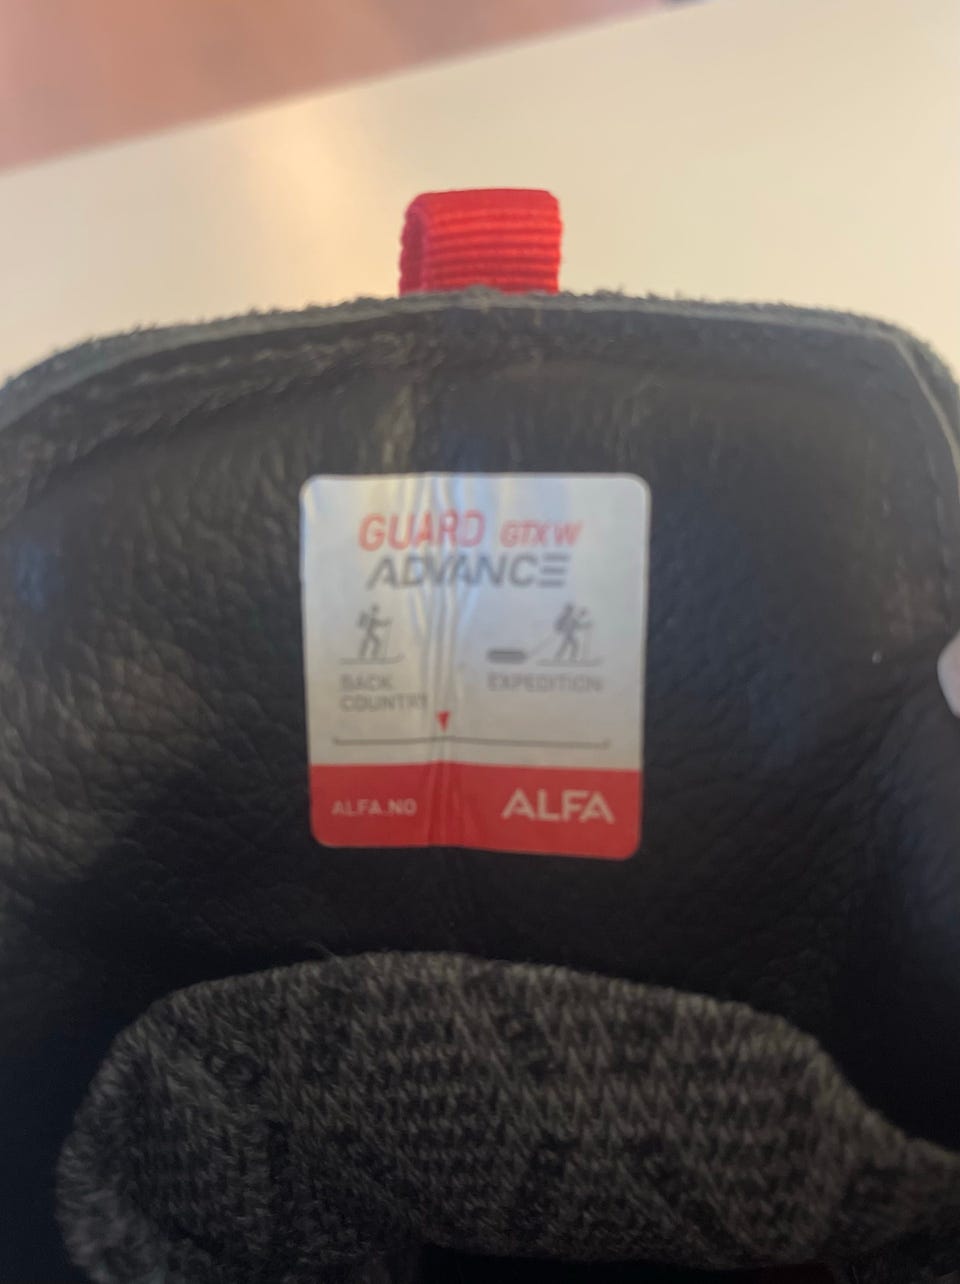 GUARD GTX W
ADVANCE
BACK
COUNTRY
EXPEDITION
ALFA.NO
ALFA